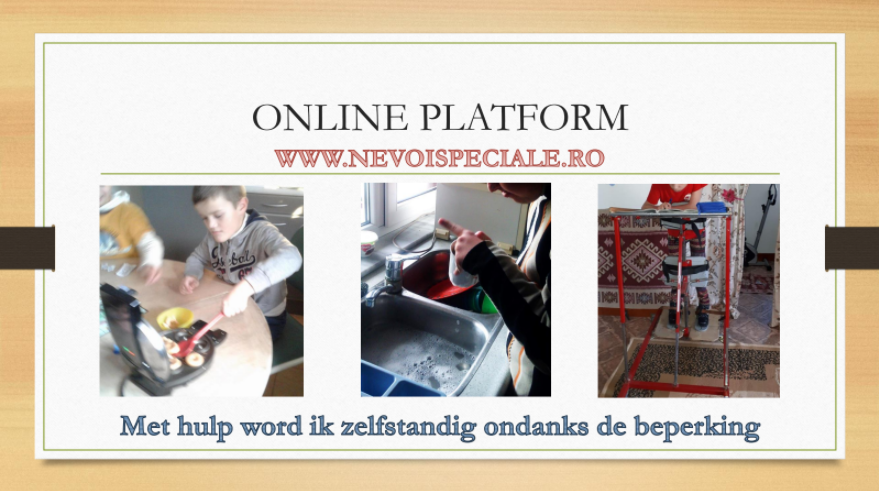 ONLINE PLATFORM
WWW.NEVOISPECIALE.RO
Met hulp word ik zelfstandig ondanks de beperking